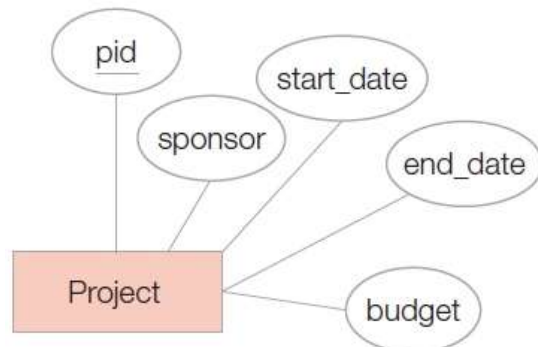 pid
start_date
sponsor
end_date
Project
budget